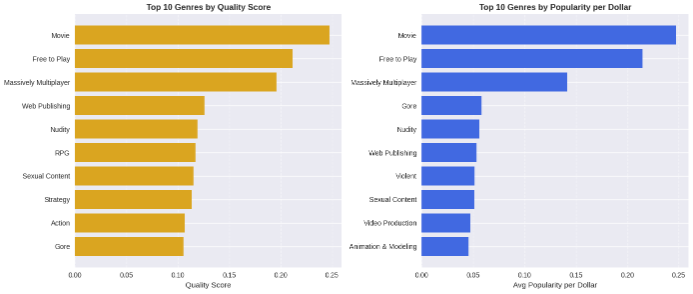 Top 10 Genres by Quality Score
Movie
Free to Play
Massively Multiplayer
Web Publishing
Nudity
RPG
Sexual Content
Strategy
Action
Gore
0.00 0.05 0.10 0.15 0.20 0.25
Quality Score
Top 10 Genres by Popularity per Dollar
Movie
Free to Play
Massively Multiplayer
Gore
Nudity
Web Publishing
Violent
Sexual Content
Video Production
Animation & Modeling
0.00 0.05 0.10 0.15 0.20 0.25
Avg Popularity per Dollar